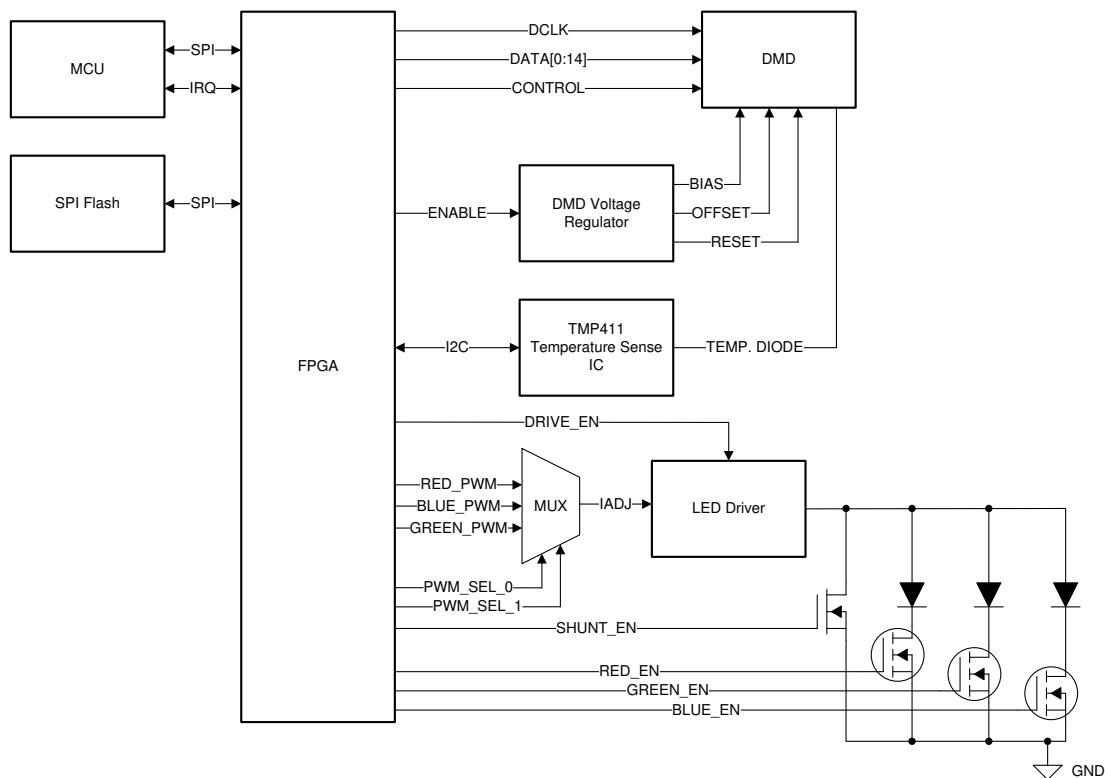 DCLK
DATA[0:14]
CONTROL
DMD
MCU
SPI
IRQ
SPI Flash
SPI
FPGA
ENABLE
DMD Voltage
Regulator
BIAS
OFFSET
RESET
I2C
TMP411
Temperature Sense
IC
TEMP. DIODE
DRIVE_EN
RED_PWM
BLUE_PWM
GREEN_PWM
MUX
IADJ
LED Driver
PWM_SEL_0
PWM_SEL_1
SHUNT_EN
RED_EN
GREEN_EN
BLUE_EN
GND